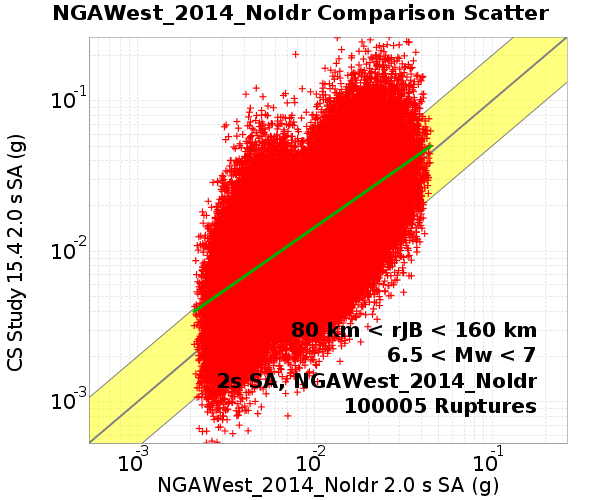 NGAWest_2014_NoIdr Comparison Scatter
CS Study 15.4 2.0 s SA (g)
10-1
10-2
10-3
80 km < rJB < 160 km
6.5 < Mw < 7
2s SA, NGAWest_2014_NoIdr
100005 Ruptures
10-3 10-2 10-1
NGAWest_2014_NoIdr 2.0 s SA (g)